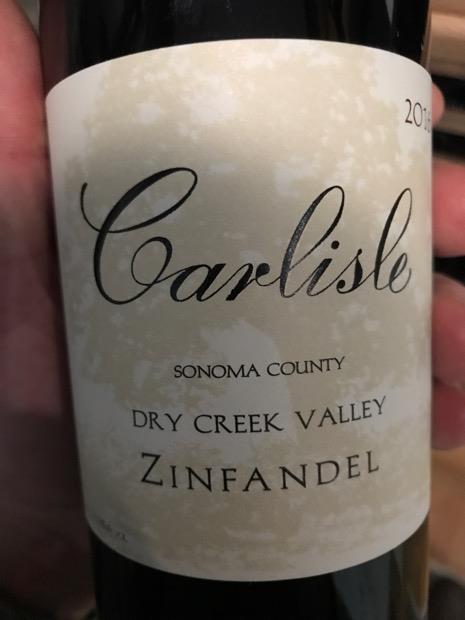 Carlisle
SONOMA COUNTY
DRY CREEK VALLEY
ZINFANDEL